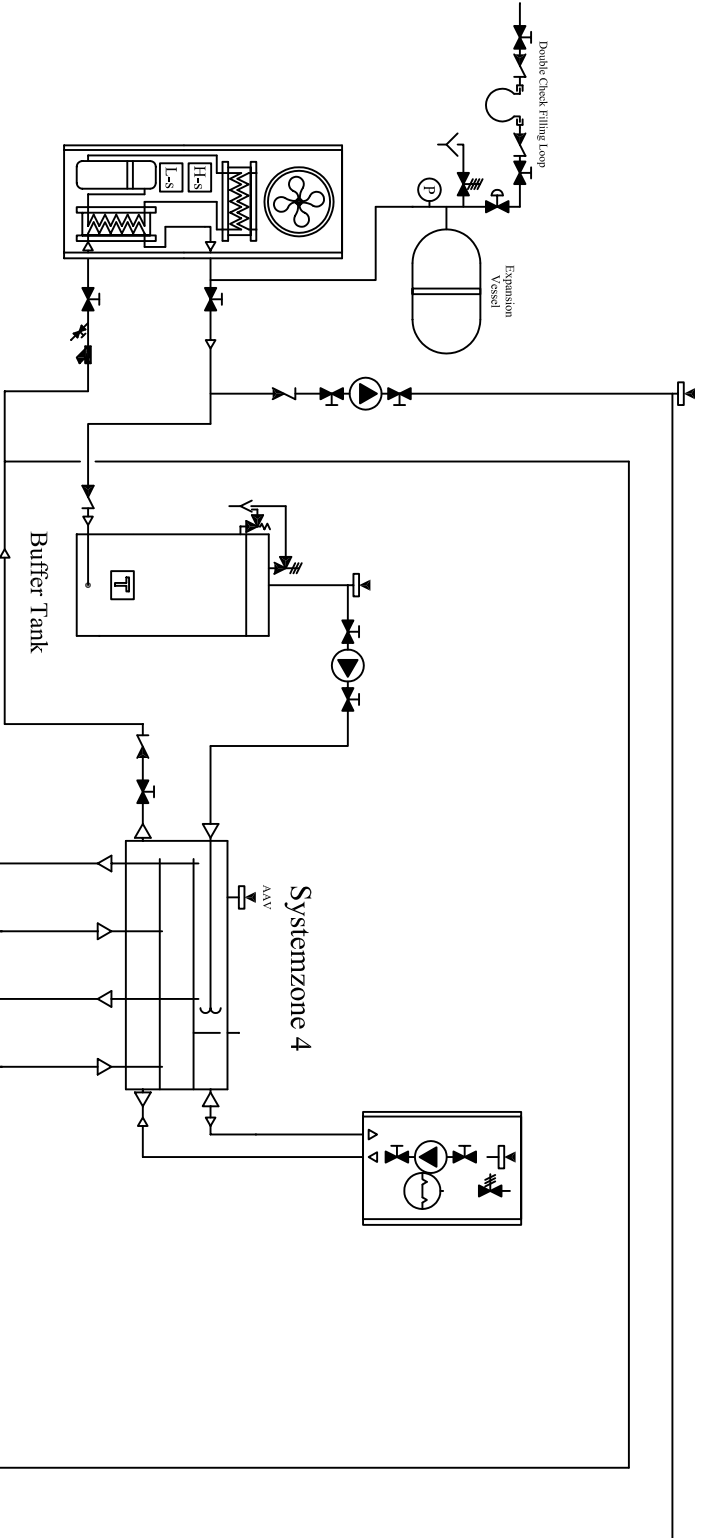 Double Check Filling Loop
P
Expansion
Vessel
H-s
L-s
T
Buffer Tank
AAV
Systemzone 4